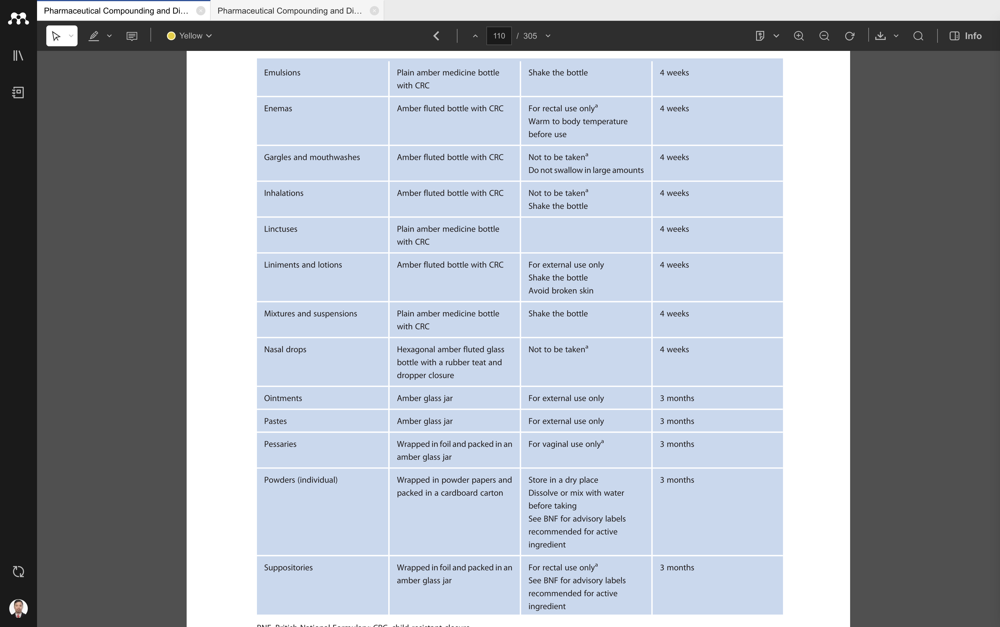 Pharmaceutical Compounding and Di...
Pharmaceutical Compounding and Di...
Yellow
110 / 305
Info
Emulsions
Plain amber medicine bottle
with CRC
Shake the bottle
4 weeks
Enemas
Amber fluted bottle with CRC
For rectal use onlyᵃ
Warm to body temperature
before use
4 weeks
Gargles and mouthwashes
Amber fluted bottle with CRC
Not to be takenᵃ
Do not swallow in large amounts
4 weeks
Inhalations
Amber fluted bottle with CRC
Not to be takenᵃ
Shake the bottle
4 weeks
Linctuses
Plain amber medicine bottle
with CRC
4 weeks
Liniments and lotions
Amber fluted bottle with CRC
For external use only
Shake the bottle
Avoid broken skin
4 weeks
Mixtures and suspensions
Plain amber medicine bottle
with CRC
Shake the bottle
4 weeks
Nasal drops
Hexagonal amber fluted glass
bottle with a rubber teat and
dropper closure
Not to be takenᵃ
4 weeks
Ointments
Amber glass jar
For external use only
3 months
Pastes
Amber glass jar
For external use only
3 months
Pessaries
Wrapped in foil and packed in an
amber glass jar
For vaginal use onlyᵃ
3 months
Powders (individual)
Wrapped in powder papers and
packed in a cardboard carton
Store in a dry place
Dissolve or mix with water
before taking
See BNF for advisory labels
recommended for active
ingredient
3 months
Suppositories
Wrapped in foil and packed in an
amber glass jar
For rectal use onlyᵃ
See BNF for advisory labels
recommended for active
ingredient
3 months
BNF, British National Formulary; CRC, child-resistant closure